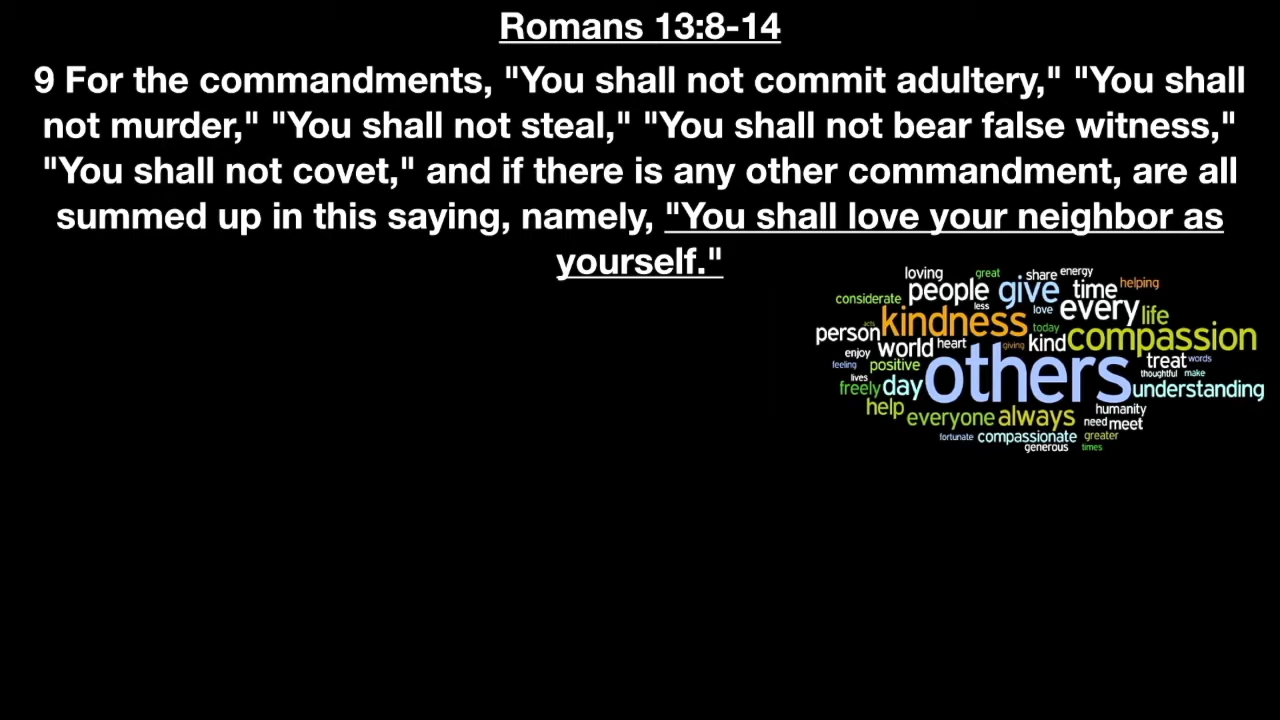 Romans 13:8-14
9 For the commandments, "You shall not commit adultery," "You shall
not murder," "You shall not steal," "You shall not bear false witness,"
"You shall not covet," and if there is any other commandment, are all
summed up in this saying, namely, "You shall love your neighbor as
yourself."
loving great share energy
considerate people give time helping
less love every life
person acts kindness today
enjoy world heart giving kind compassion
feeling positive others treat words
lives thoughtful make
freely day understanding
help everyone always humanity
need meet
fortunate compassionate greater
generous times